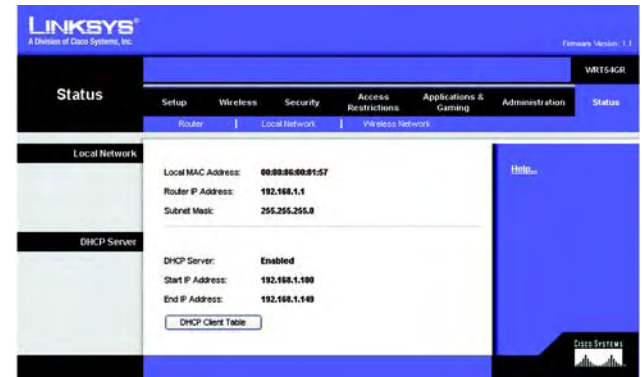 LINKSYS®
A Division of Cisco Systems, Inc.
Firmware Version: 1.1
WRT54GR
Status
Setup Wireless Security Access Restrictions Applications & Gaming Administration Status
Router | Local Network | Wireless Network
Local Network
Local MAC Address: 00:00:86:00:01:57
Router IP Address: 192.168.1.1
Subnet Mask: 255.255.255.0
Help...
DHCP Server
DHCP Server: Enabled
Start IP Address: 192.168.1.100
End IP Address: 192.168.1.149
DHCP Client Table
CISCO SYSTEMS